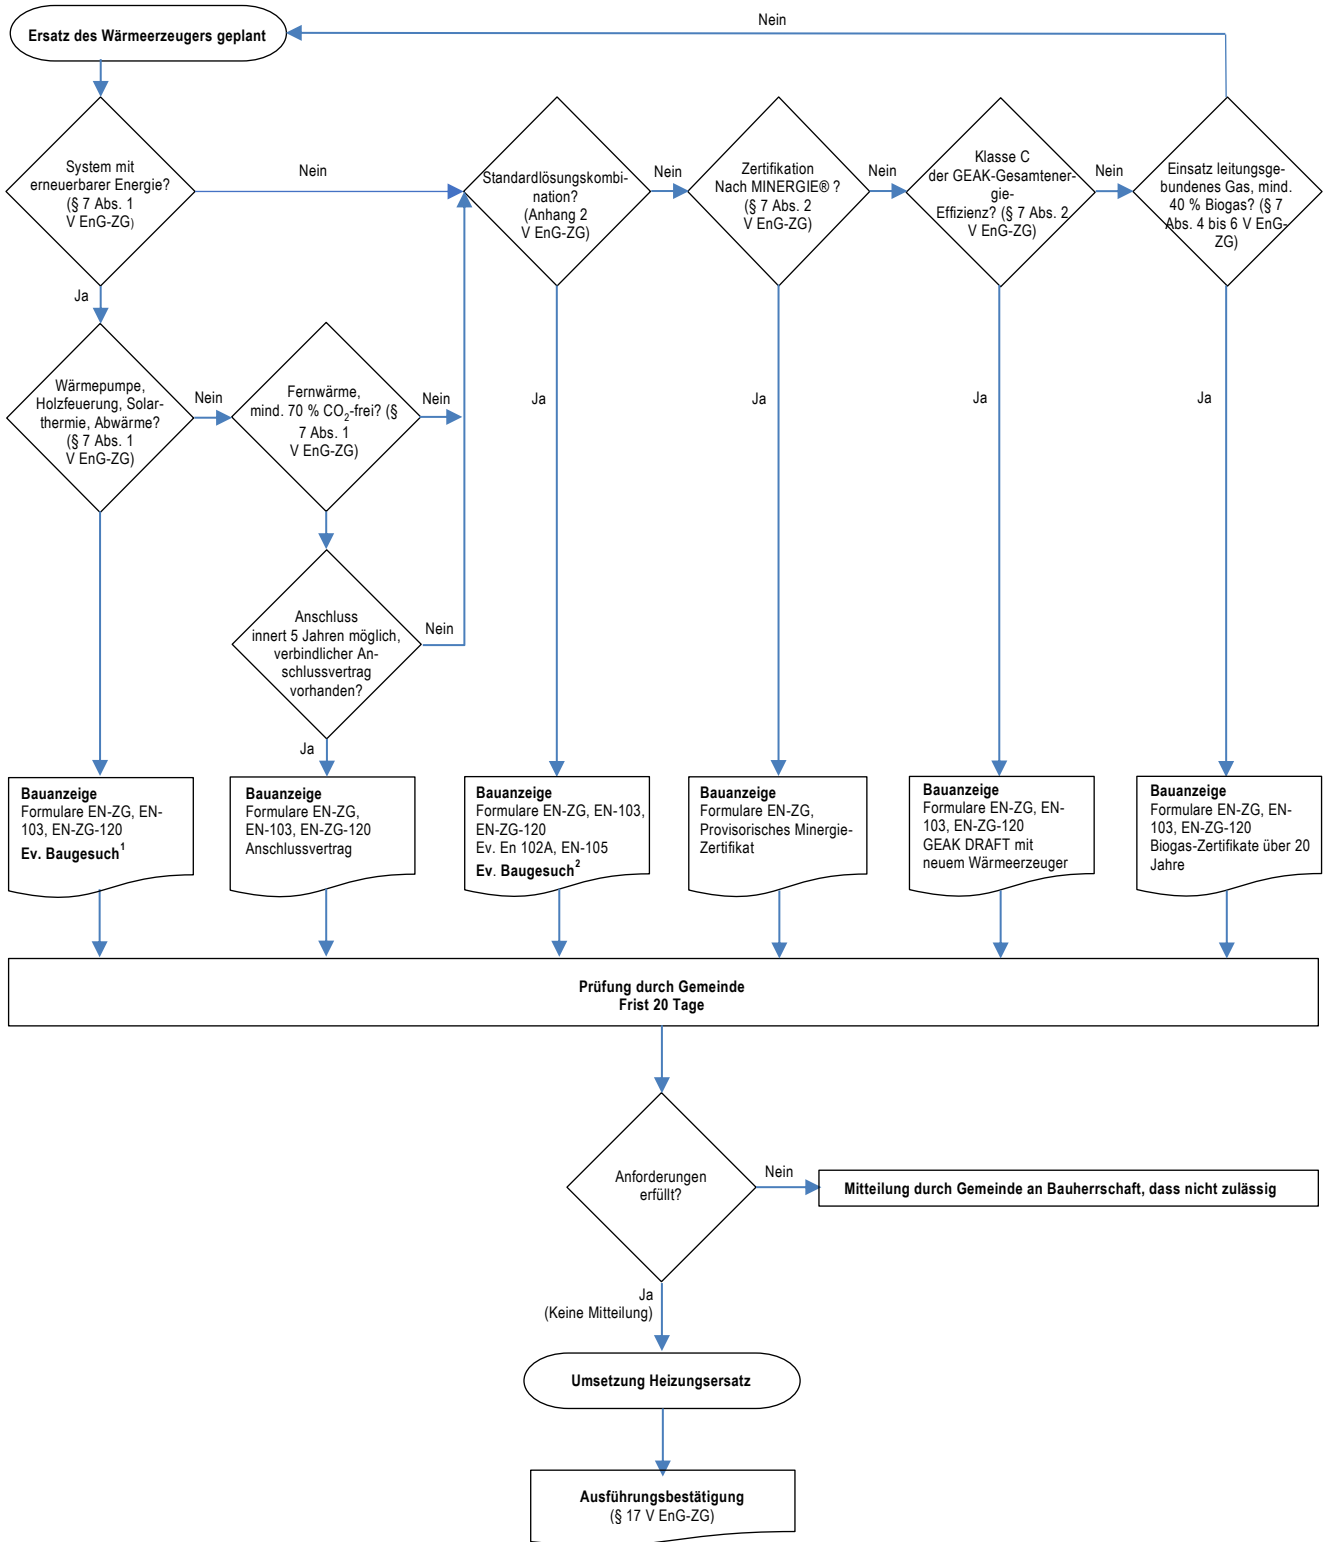 Nein
Ersatz des Wärmeerzeugers geplant
System mit
erneuerbarer Energie?
(§ 7 Abs. 1
V EnG-ZG)
Nein
Standardlösungskombi-
nation?
(Anhang 2
V EnG-ZG)
Nein
Zertifikation
Nach MINERGIE® ?
(§ 7 Abs. 2
V EnG-ZG)
Nein
Klasse C
der GEAK-Gesamtener-
gie-
Effizienz? (§ 7 Abs. 2
V EnG-ZG)
Nein
Einsatz leitungsge-
bundenes Gas, mind.
40 % Biogas? (§ 7
Abs. 4 bis 6 V EnG-
ZG)
Ja
Wärmepumpe,
Holzfeuerung, Solar-
thermie, Abwärme?
(§ 7 Abs. 1
V EnG-ZG)
Nein
Fernwärme,
mind. 70 % CO₂-frei? (§
7 Abs. 1
V EnG-ZG)
Nein
Ja
Ja
Ja
Ja
Anschluss
innert 5 Jahren möglich,
verbindlicher An-
schlussvertrag
vorhanden?
Nein
Ja
Bauanzeige
Formulare EN-ZG, EN-
103, EN-ZG-120
Ev. Baugesuch¹
Bauanzeige
Formulare EN-ZG,
EN-103, EN-ZG-120
Anschlussvertrag
Bauanzeige
Formulare EN-ZG, EN-103,
EN-ZG-120
Ev. En 102A, EN-105
Ev. Baugesuch²
Bauanzeige
Formulare EN-ZG,
Provisorisches Minergie-
Zertifikat
Bauanzeige
Formulare EN-ZG, EN-
103, EN-ZG-120
GEAK DRAFT mit
neuem Wärmeerzeuger
Bauanzeige
Formulare EN-ZG, EN-
103, EN-ZG-120
Biogas-Zertifikate über 20
Jahre
Prüfung durch Gemeinde
Frist 20 Tage
Anforderungen
erfüllt?
Nein
Mitteilung durch Gemeinde an Bauherrschaft, dass nicht zulässig
Ja
(Keine Mitteilung)
Umsetzung Heizungsersatz
Ausführungsbestätigung
(§ 17 V EnG-ZG)